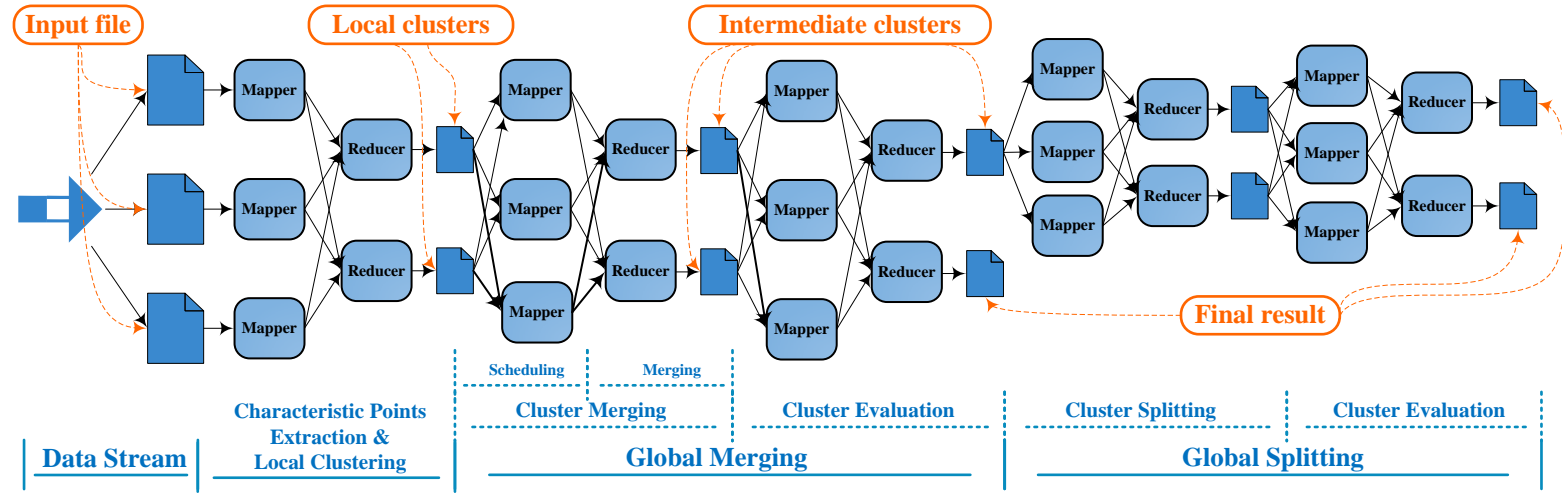 Input file
Local clusters
Intermediate clusters
Mapper
Mapper
Mapper
Reducer
Reducer
Mapper
Mapper
Mapper
Reducer
Reducer
Mapper
Mapper
Mapper
Reducer
Reducer
Mapper
Mapper
Mapper
Reducer
Reducer
Mapper
Mapper
Mapper
Reducer
Reducer
Final result
Scheduling
Merging
Characteristic Points
Extraction &
Local Clustering
Cluster Merging
Cluster Evaluation
Cluster Splitting
Cluster Evaluation
Data Stream
Global Merging
Global Splitting